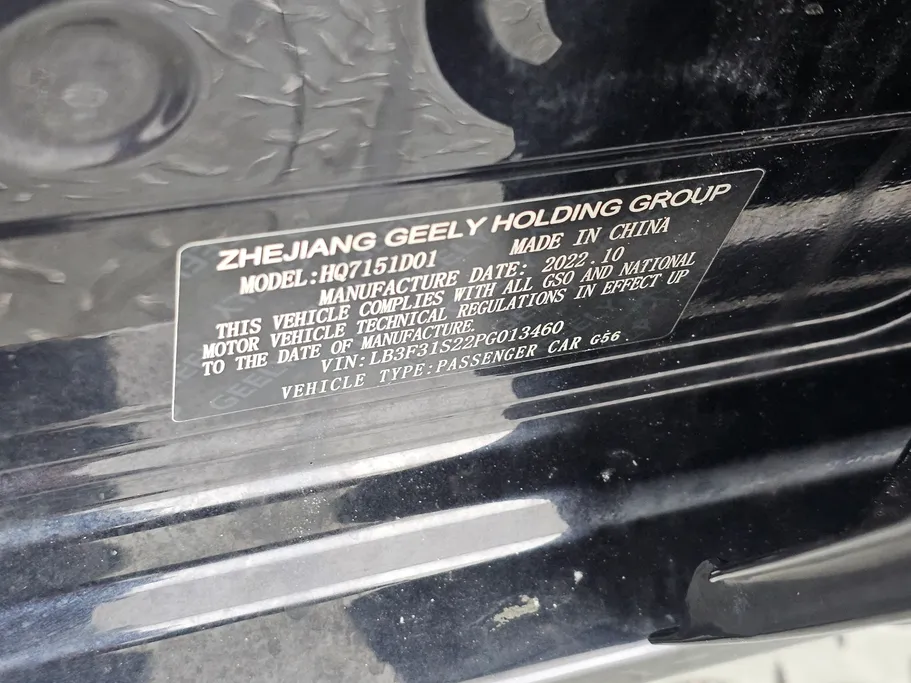 ZHEJIANG GEELY HOLDING GROUP
MODEL:HQ7151D01 MADE IN CHINA
MANUFACTURE DATE: 2022.10
THIS VEHICLE COMPLIES WITH ALL GSO AND NATIONAL
MOTOR VEHICLE TECHNICAL REGULATIONS IN EFFECT UP
TO THE DATE OF MANUFACTURE.
VIN:LB3F31S22PG013460
VEHICLE TYPE:PASSENGER CAR G56